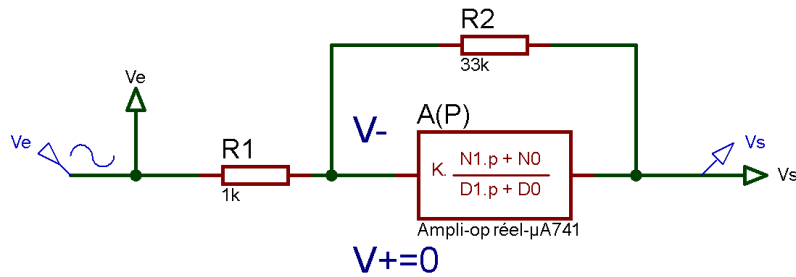 R2
33k
Ve
A(P)
Ve
V-
Vs
R1
K. N1.p + N0
D1.p + D0
1k
Vs
Ampli-op réel-µA741
V+=0